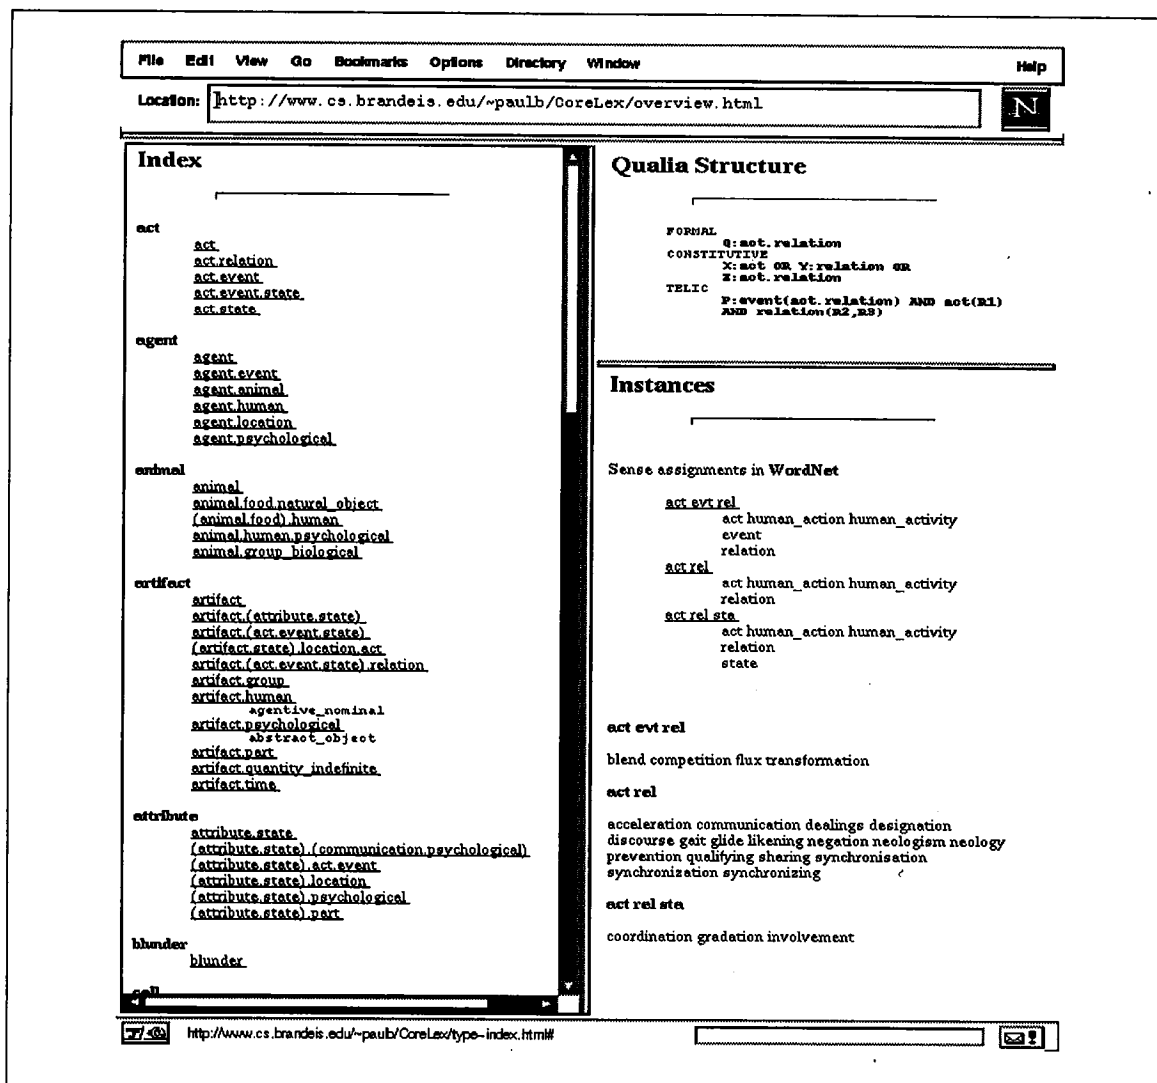 File Edit View Go Bookmarks Options Directory Window Help
Location: http://www.cs.brandeis.edu/~paulb/CoreLex/overview.html
N
Index
act
act
act.relation
act.event
act.event.state
act.state
agent
agent
agent.event
agent.animal
agent.human
agent.location
agent.psychological
animal
animal
animal.food.natural_object
(animal.food).human
animal.human.psychological
animal.group_biological
artifact
artifact
artifact.(attribute.state)
artifact.(act.event.state)
(artifact.state).location.act
artifact.(act.event.state).relation
artifact.group
artifact.human
agentive_nominal
artifact.psychological
abstract_object
artifact.part
artifact.quantity_indefinite
artifact.time
attribute
attribute.state
(attribute.state).(communication.psychological)
(attribute.state).act.event
(attribute.state).location
(attribute.state).psychological
(attribute.state).part
blunder
blunder
cell
Qualia Structure
FORMAL
Q:act.relation
CONSTITUTIVE
X:act OR Y:relation OR
Z:act.relation
TELIC
P:event(act.relation) AND act(R1)
AND relation(R2,R3)
Instances
Sense assignments in WordNet
act evt rel
act human_action human_activity
event
relation
act rel
act human_action human_activity
relation
act rel sta
act human_action human_activity
relation
state
act evt rel
blend competition flux transformation
act rel
acceleration communication dealings designation
discourse gait glide likening negation neologism neology
prevention qualifying sharing synchronisation
synchronization synchronizing
act rel sta
coordination gradation involvement
http://www.cs.brandeis.edu/~paulb/CoreLex/type-index.html#